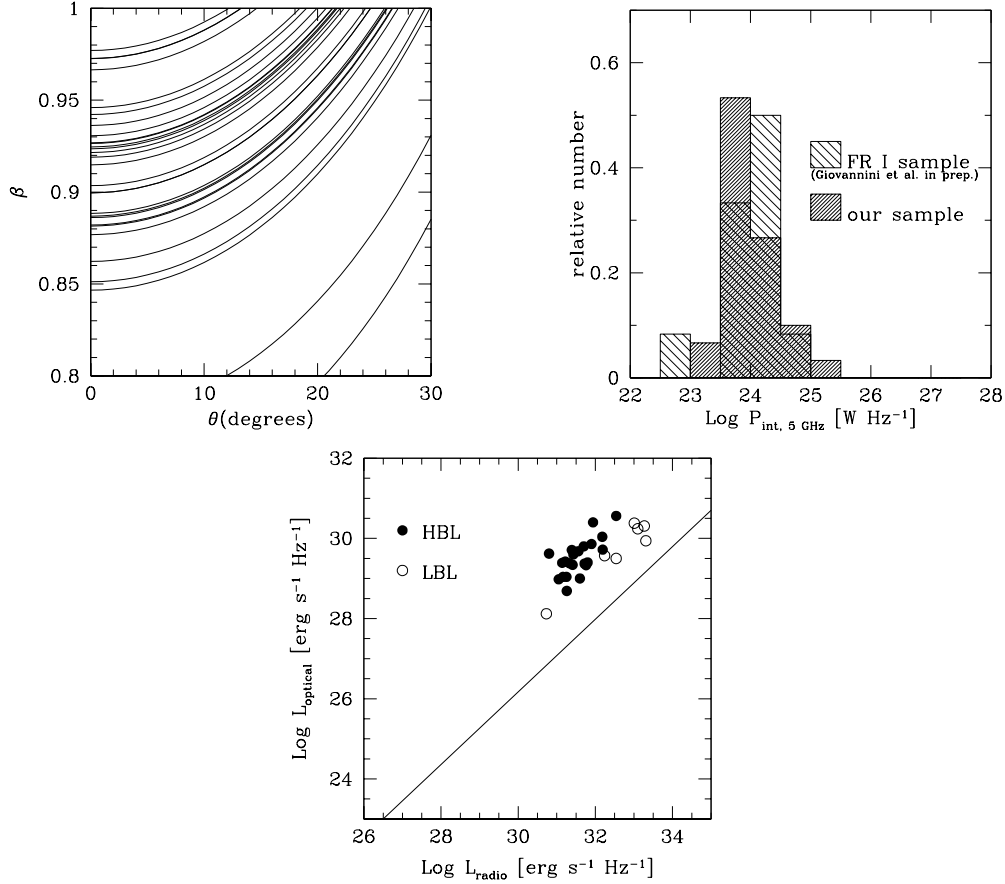 1
0.95
0.9
0.85
0.8
β
0 10 20 30
θ(degrees)
0.6
0.4
0.2
0
relative number
FR I sample
(Giovannini et al. in prep.)
our sample
22 23 24 25 26 27 28
Log P_int, 5 GHz [W Hz⁻¹]
32
30
28
26
24
Log L_optical [erg s⁻¹ Hz⁻¹]
HBL
LBL
26 28 30 32 34
Log L_radio [erg s⁻¹ Hz⁻¹]